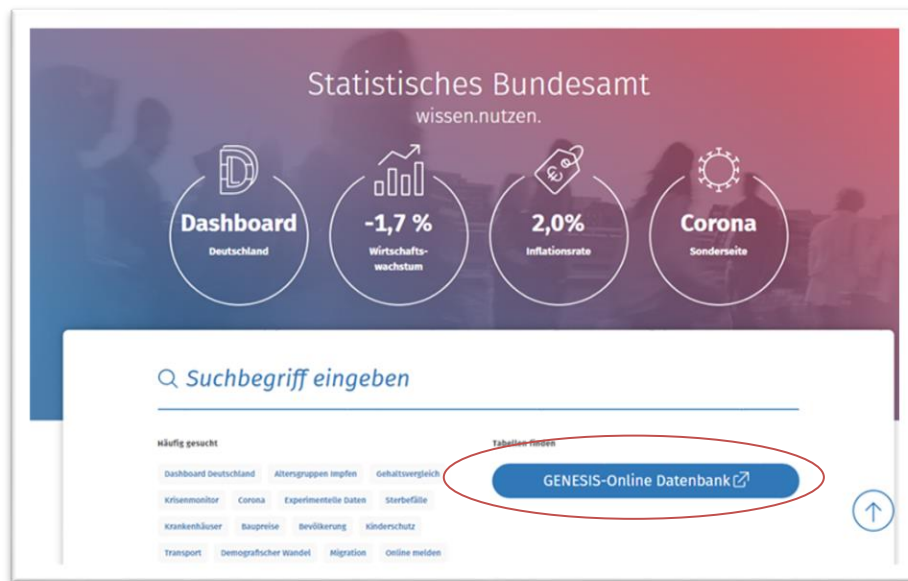 Statistisches Bundesamt
wissen.nutzen.
Dashboard
Deutschland
-1,7 %
Wirtschafts-
wachstum
2,0%
Inflationsrate
Corona
Sonderseite
Suchbegriff eingeben
Häufig gesucht
Dashboard Deutschland Altersgruppen Impfen Gehaltsvergleich
Krisenmonitor Corona Experimentelle Daten Sterbefälle
Krankenhäuser Baupreise Bevölkerung Kinderschutz
Transport Demografischer Wandel Migration Online melden
Tabellen finden
GENESIS-Online Datenbank